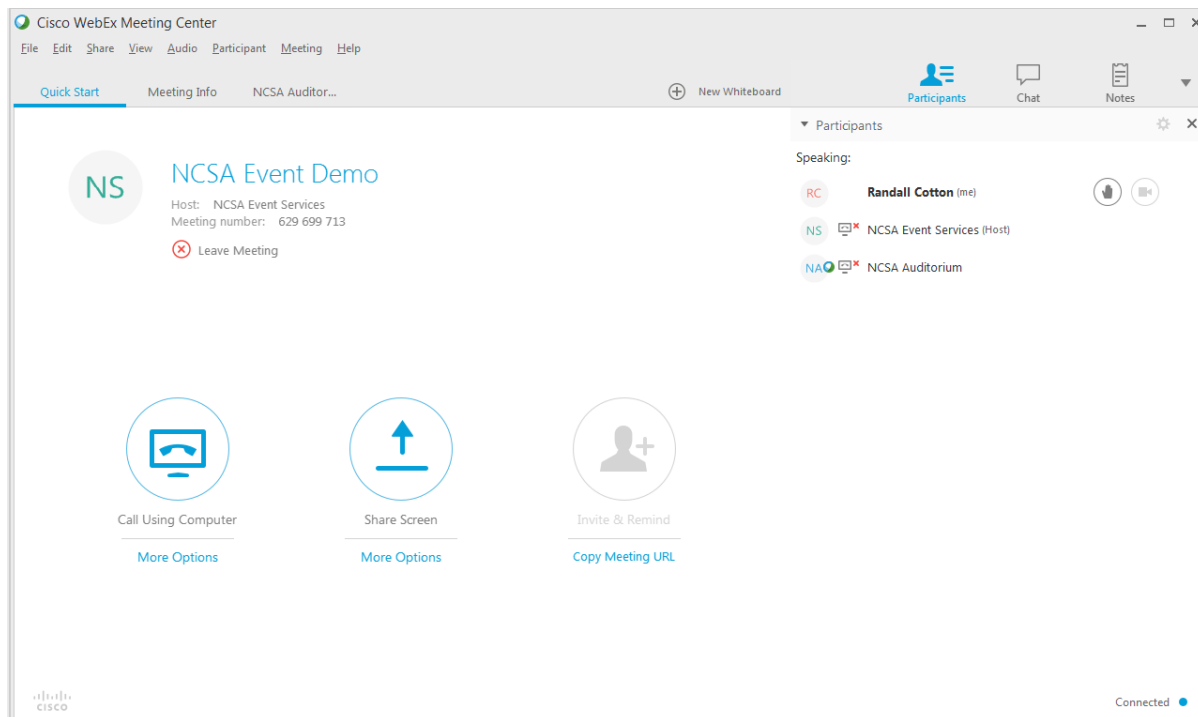 Cisco WebEx Meeting Center
File Edit Share View Audio Participant Meeting Help
Quick Start Meeting Info NCSA Auditor... New Whiteboard Participants Chat Notes
Participants
Speaking:
NS
NCSA Event Demo
Host: NCSA Event Services
Meeting number: 629 699 713
Leave Meeting
RC Randall Cotton (me)
NS NCSA Event Services (Host)
NA NCSA Auditorium
Call Using Computer Share Screen Invite & Remind
More Options More Options Copy Meeting URL
CISCO
Connected